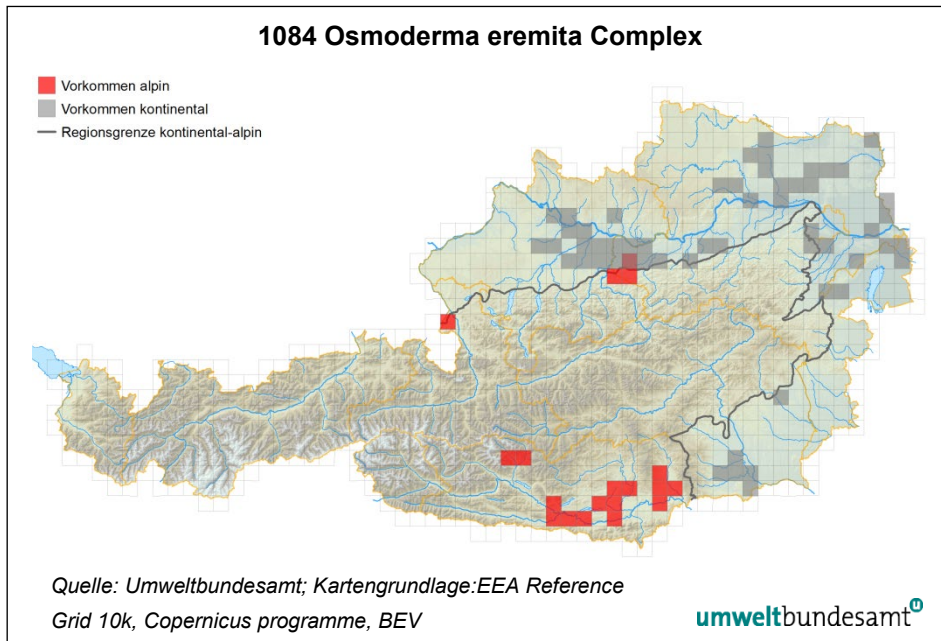 1084 Osmoderma eremita Complex
Vorkommen alpin
Vorkommen kontinental
Regionsgrenze kontinental-alpin
Quelle: Umweltbundesamt; Kartengrundlage:EEA Reference
Grid 10k, Copernicus programme, BEV
umweltbundesamt u